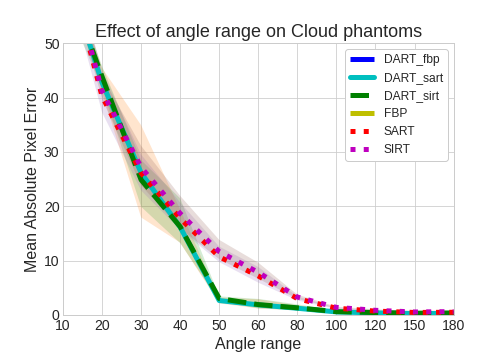 Effect of angle range on Cloud phantoms
50
40
30
20
10
0
Mean Absolute Pixel Error
DART_fbp
DART_sart
DART_sirt
FBP
SART
SIRT
10 20 30 40 50 60 80 100 120 150 180
Angle range